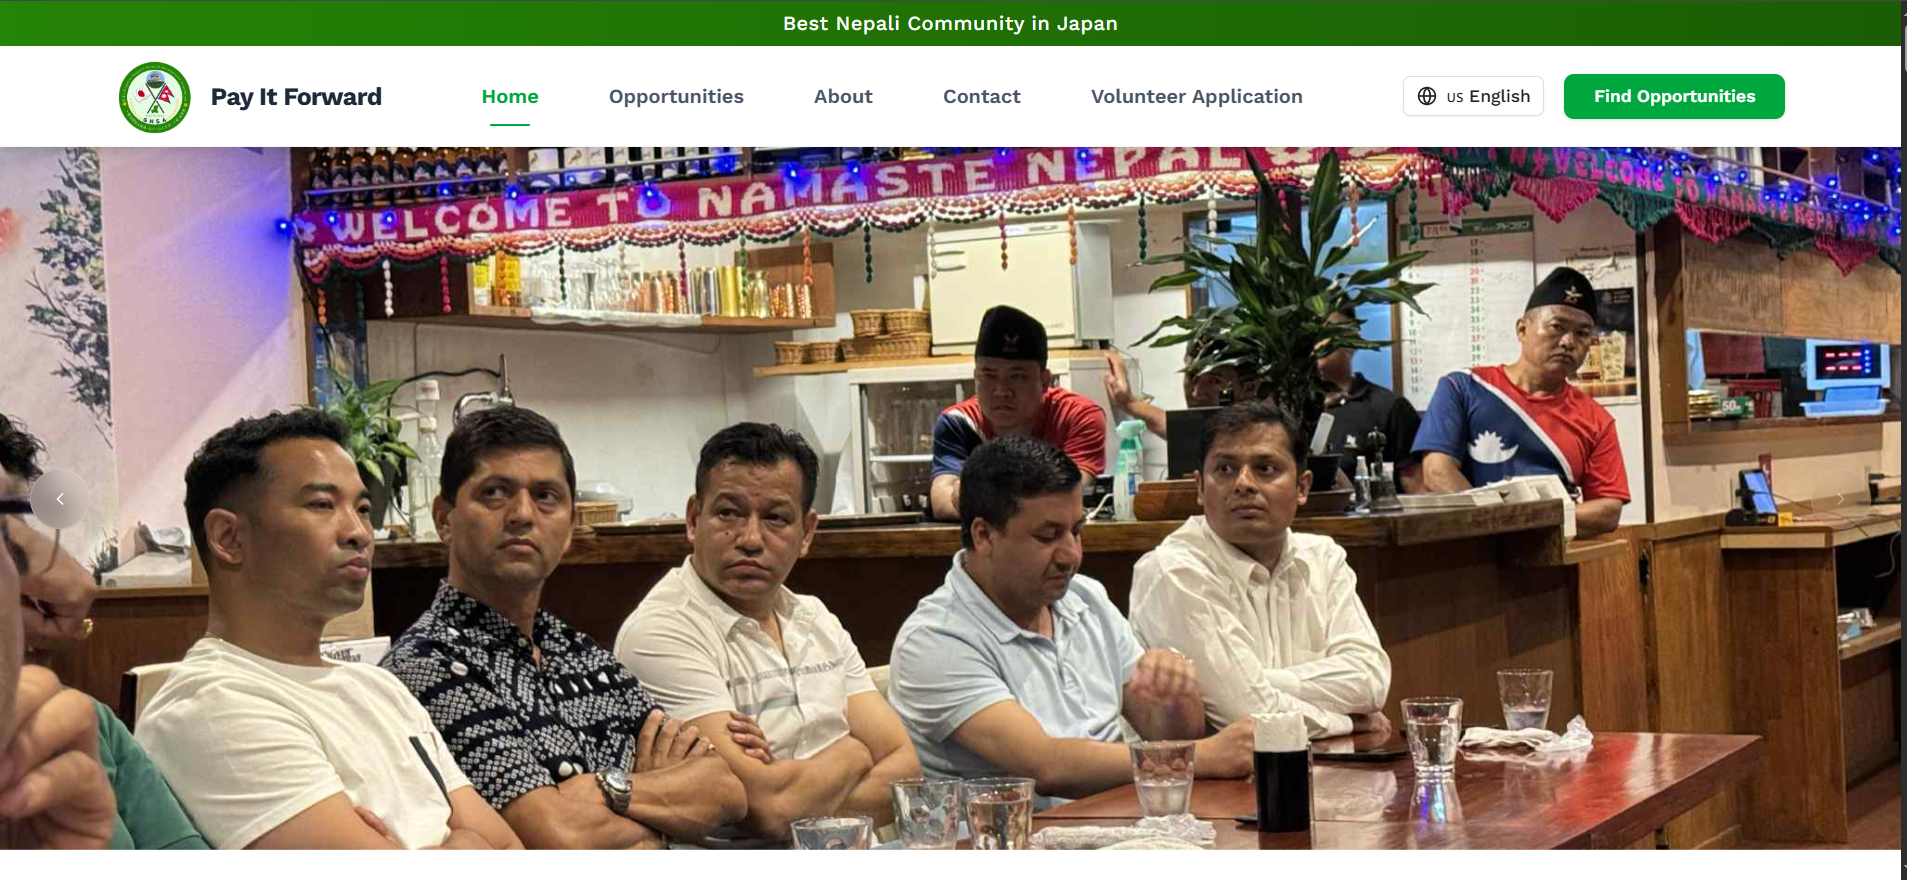 Best Nepali Community in Japan
GHSA
Pay It Forward
Home
Opportunities
About
Contact
Volunteer Application
US English
Find Opportunities
WELCOME TO NAMASTE NEPAL
WELCOME TO NAMASTE NEPAL